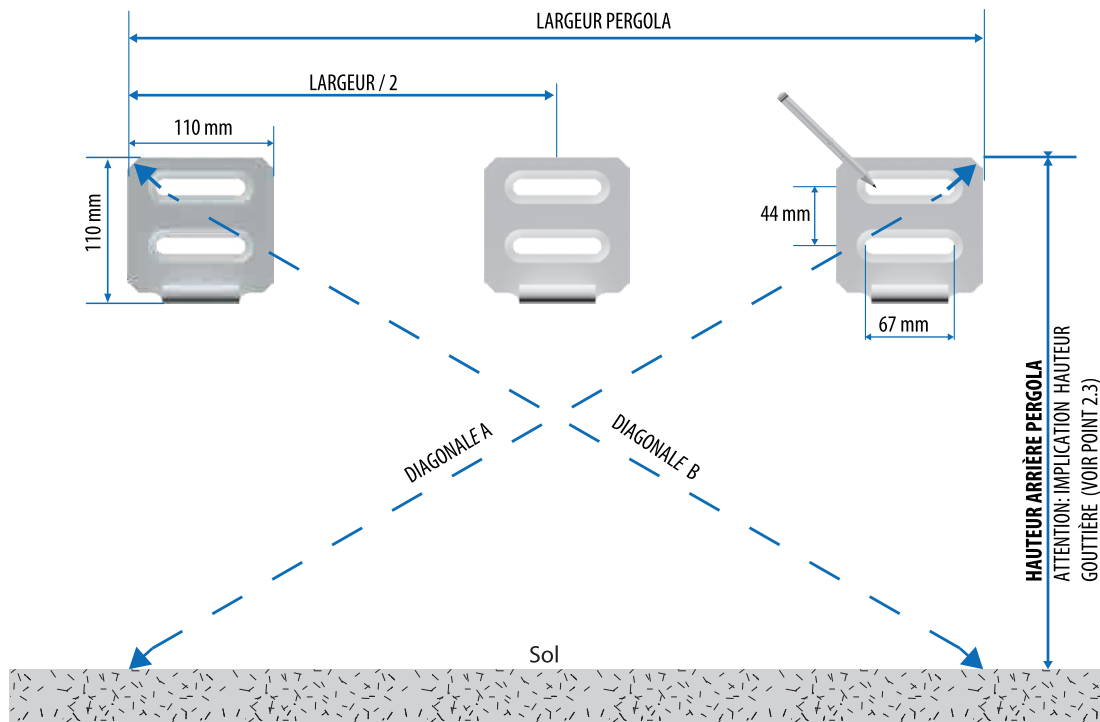 LARGEUR PERGOLA
LARGEUR / 2
110 mm
110 mm
44 mm
67 mm
DIAGONALE A
DIAGONALE B
HAUTEUR ARRIÈRE PERGOLA
ATTENTION: IMPLICATION HAUTEUR
GOUTTIÈRE (VOIR POINT 2.3)
Sol